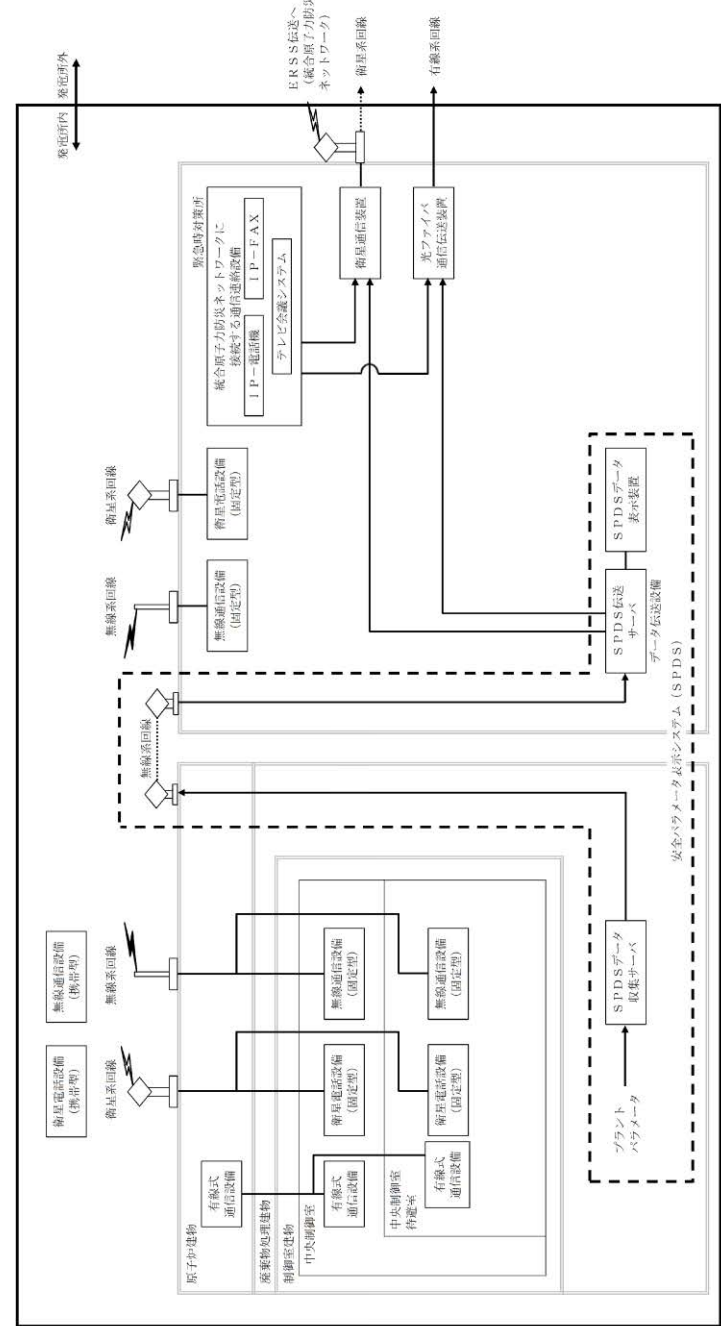 発電所内
発電所外
ERSS伝送へ
(統合原子力防災
ネットワーク)
衛星系回線
有線系回線
緊急時対策所
統合原子力防災ネットワークに
接続する通信連絡設備
IP－電話機
IP－FAX
テレビ会議システム
衛星通信装置
光ファイバ
通信伝送装置
衛星系回線
衛星電話設備
(固定型)
無線系回線
無線通信設備
(固定型)
無線系回線
SPDSデータ
表示装置
SPDS伝送
サーバ
データ伝送設備
安全パラメータ表示システム(SPDS)
無線通信設備
(携帯型)
無線系回線
衛星電話設備
(携帯型)
衛星系回線
無線通信設備
(固定型)
無線通信設備
(固定型)
衛星電話設備
(固定型)
衛星電話設備
(固定型)
有線式
通信設備
有線式
通信設備
有線式
通信設備
原子炉建物
廃棄物処理建物
制御室建物
中央制御室
中央制御室
待避室
SPDSデータ
収集サーバ
プラント
パラメータ